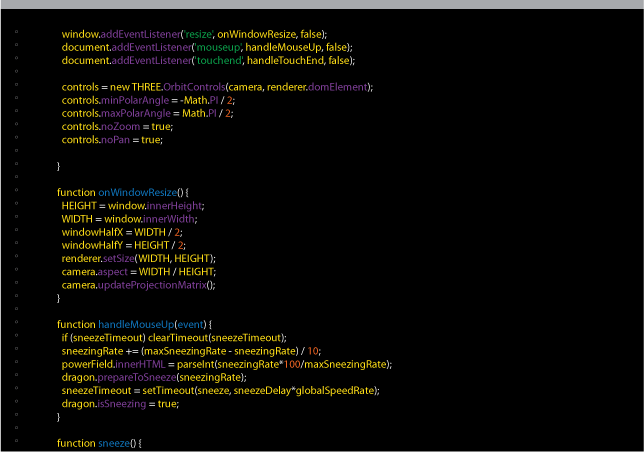 window.addEventListener('resize', onWindowResize, false);
document.addEventListener('mouseup', handleMouseUp, false);
document.addEventListener('touchend', handleTouchEnd, false);
controls = new THREE.OrbitControls(camera, renderer.domElement);
controls.minPolarAngle = -Math.PI / 2;
controls.maxPolarAngle = Math.PI / 2;
controls.noZoom = true;
controls.noPan = true;
}
function onWindowResize() {
HEIGHT = window.innerHeight;
WIDTH = window.innerWidth;
windowHalfX = WIDTH / 2;
windowHalfY = HEIGHT / 2;
renderer.setSize(WIDTH, HEIGHT);
camera.aspect = WIDTH / HEIGHT;
camera.updateProjectionMatrix();
}
function handleMouseUp(event) {
if (sneezeTimeout) clearTimeout(sneezeTimeout);
sneezingRate += (maxSneezingRate - sneezingRate) / 10;
powerField.innerHTML = parseInt(sneezingRate*100/maxSneezingRate);
dragon.prepareToSneeze(sneezingRate);
sneezeTimeout = setTimeout(sneeze, sneezeDelay*globalSpeedRate);
dragon.isSneezing = true;
}
function sneeze() {